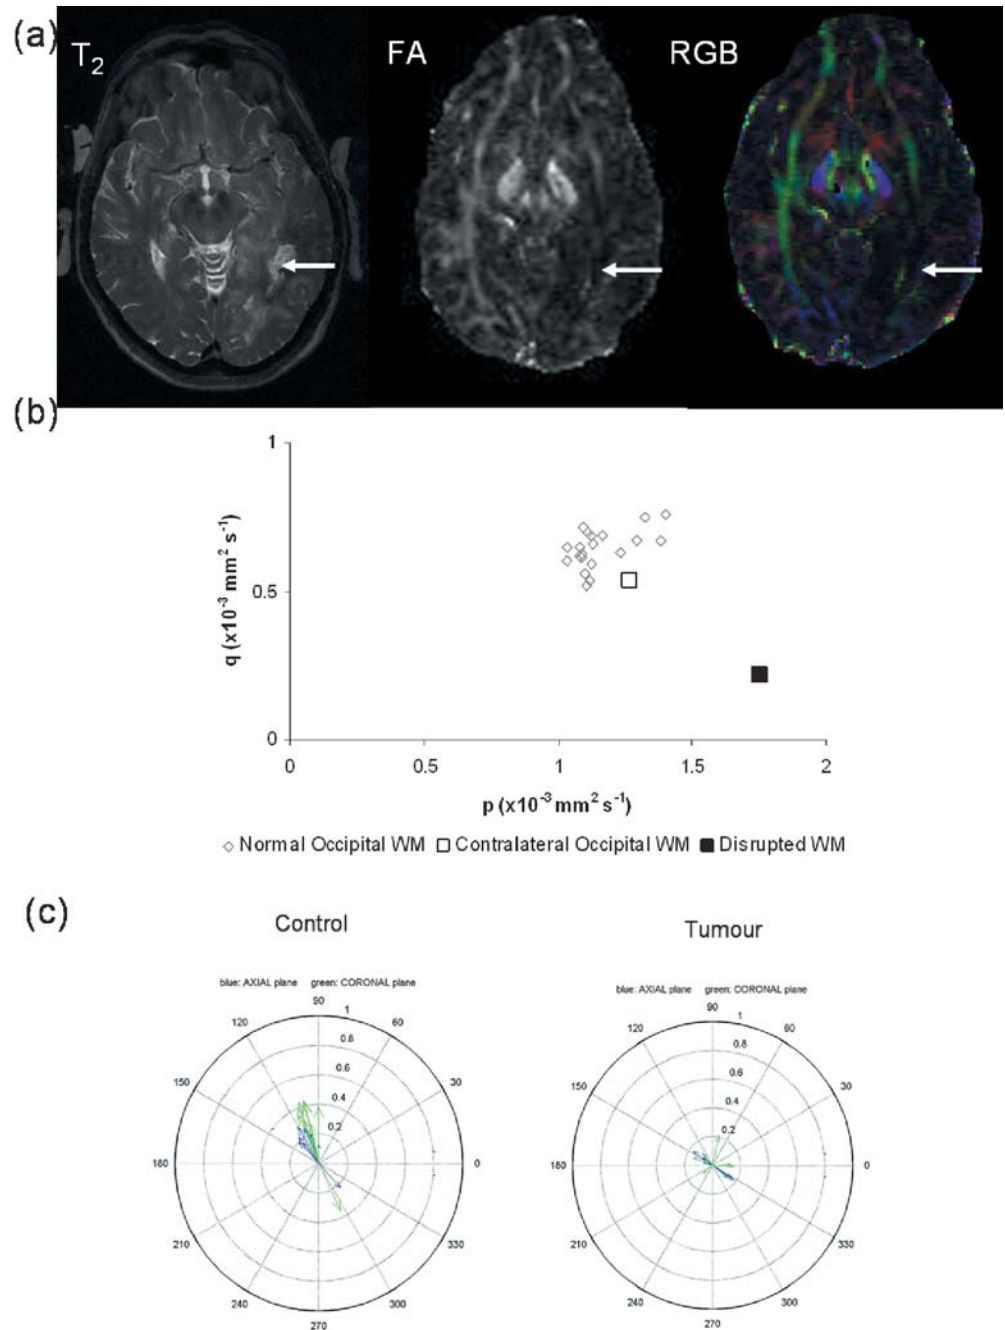 (a)
T2
FA
RGB
(b)
1
0.5
0
q (x10⁻³ mm² s⁻¹)
0 0.5 1 1.5 2
p (x10⁻³ mm² s⁻¹)
Normal Occipital WM Contralateral Occipital WM Disrupted WM
(c)
Control
blue: AXIAL plane green: CORONAL plane
90
1
120 60
0.8
0.6
150 30
0.4
0.2
180 0
210 330
240 300
270
Tumour
blue: AXIAL plane green: CORONAL plane
90
1
120 60
0.8
0.6
150 30
0.4
0.2
180 0
210 330
240 300
270